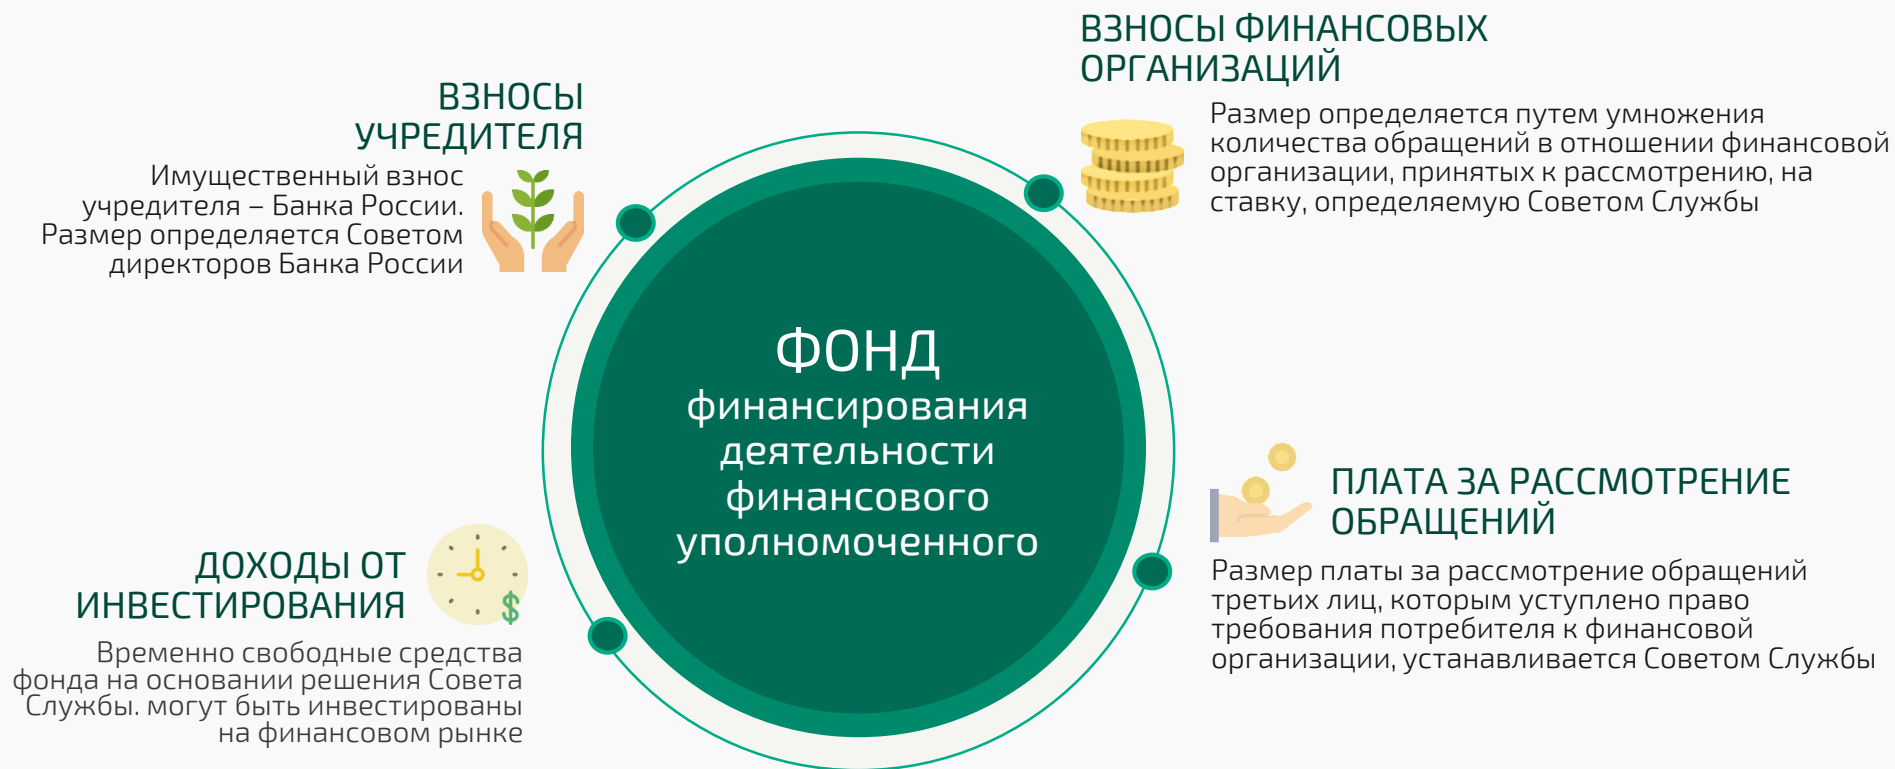 ВЗНОСЫ
УЧРЕДИТЕЛЯ
Имущественный взнос
учредителя – Банка России.
Размер определяется Советом
директоров Банка России
ВЗНОСЫ ФИНАНСОВЫХ
ОРГАНИЗАЦИЙ
Размер определяется путем умножения
количества обращений в отношении финансовой
организации, принятых к рассмотрению, на
ставку, определяемую Советом Службы
ФОНД
финансирования
деятельности
финансового
уполномоченного
ДОХОДЫ ОТ
ИНВЕСТИРОВАНИЯ
$
Временно свободные средства
фонда на основании решения Совета
Службы. могут быть инвестированы
на финансовом рынке
ПЛАТА ЗА РАССМОТРЕНИЕ
ОБРАЩЕНИЙ
Размер платы за рассмотрение обращений
третьих лиц, которым уступлено право
требования потребителя к финансовой
организации, устанавливается Советом Службы